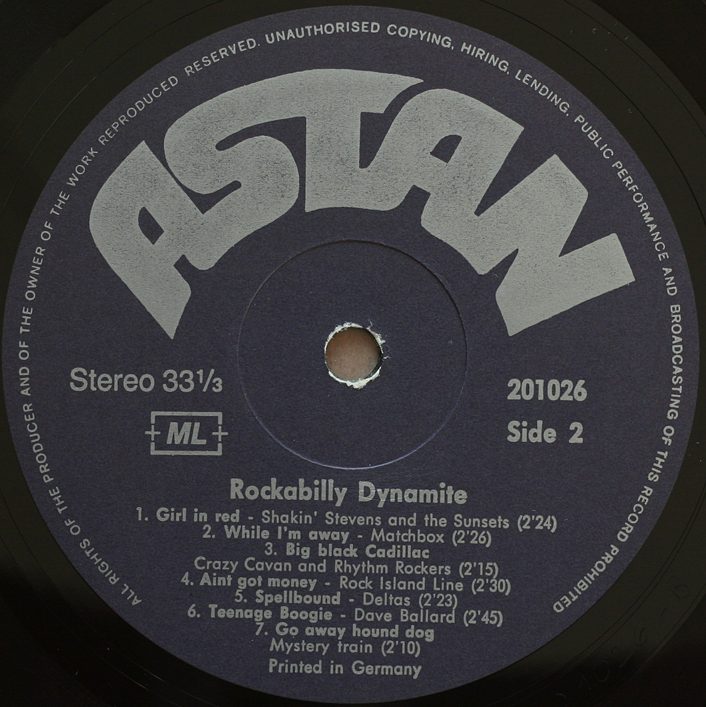 ALL RIGHTS OF THE PRODUCER AND OF THE OWNER OF THE WORK REPRODUCED RESERVED. UNAUTHORISED COPYING, HIRING, LENDING, PUBLIC PERFORMANCE AND BROADCASTING OF THIS RECORD PROHIBITED
ASTAN
Stereo 33⅓
201026
ML
Side 2
Rockabilly Dynamite
1. Girl in red - Shakin' Stevens and the Sunsets (2'24)
2. While I'm away - Matchbox (2'26)
3. Big black Cadillac
Crazy Cavan and Rhythm Rockers (2'15)
4. Aint got money - Rock Island Line (2'30)
5. Spellbound - Deltas (2'23)
6. Teenage Boogie - Dave Ballard (2'45)
7. Go away hound dog
Mystery train (2'10)
Printed in Germany